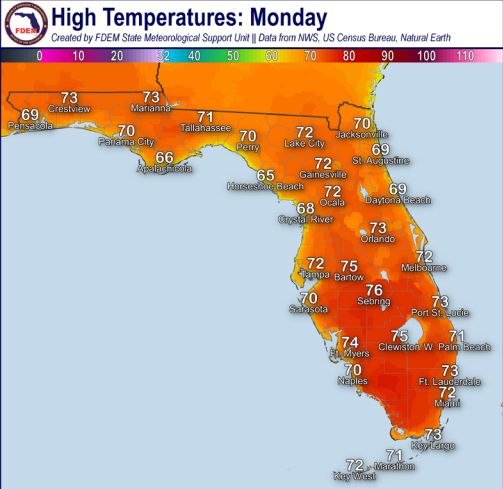 High Temperatures: Monday
Created by FDEM State Meteorological Support Unit || Data from NWS, US Census Bureau, Natural Earth
FDEM
0 10 20 32 40 50 60 70 80 90 100 110
73
Crestview
73
Marianna
69
Pensacola
71
Tallahassee
70
Panama City
70
Perry
72
Lake City
70
Jacksonville
66
Apalachicola
69
St. Augustine
72
Gainesville
65
Horseshoe Beach
72
Ocala
69
Daytona Beach
68
Crystal River
73
Orlando
72
Tampa
75
Bartow
72
Melbourne
70
Sarasota
76
Sebring
73
Port St. Lucie
74
Ft. Myers
75
Clewiston
71
W. Palm Beach
70
Naples
73
Ft. Lauderdale
72
Miami
73
Key Largo
71
Marathon
72
Key West